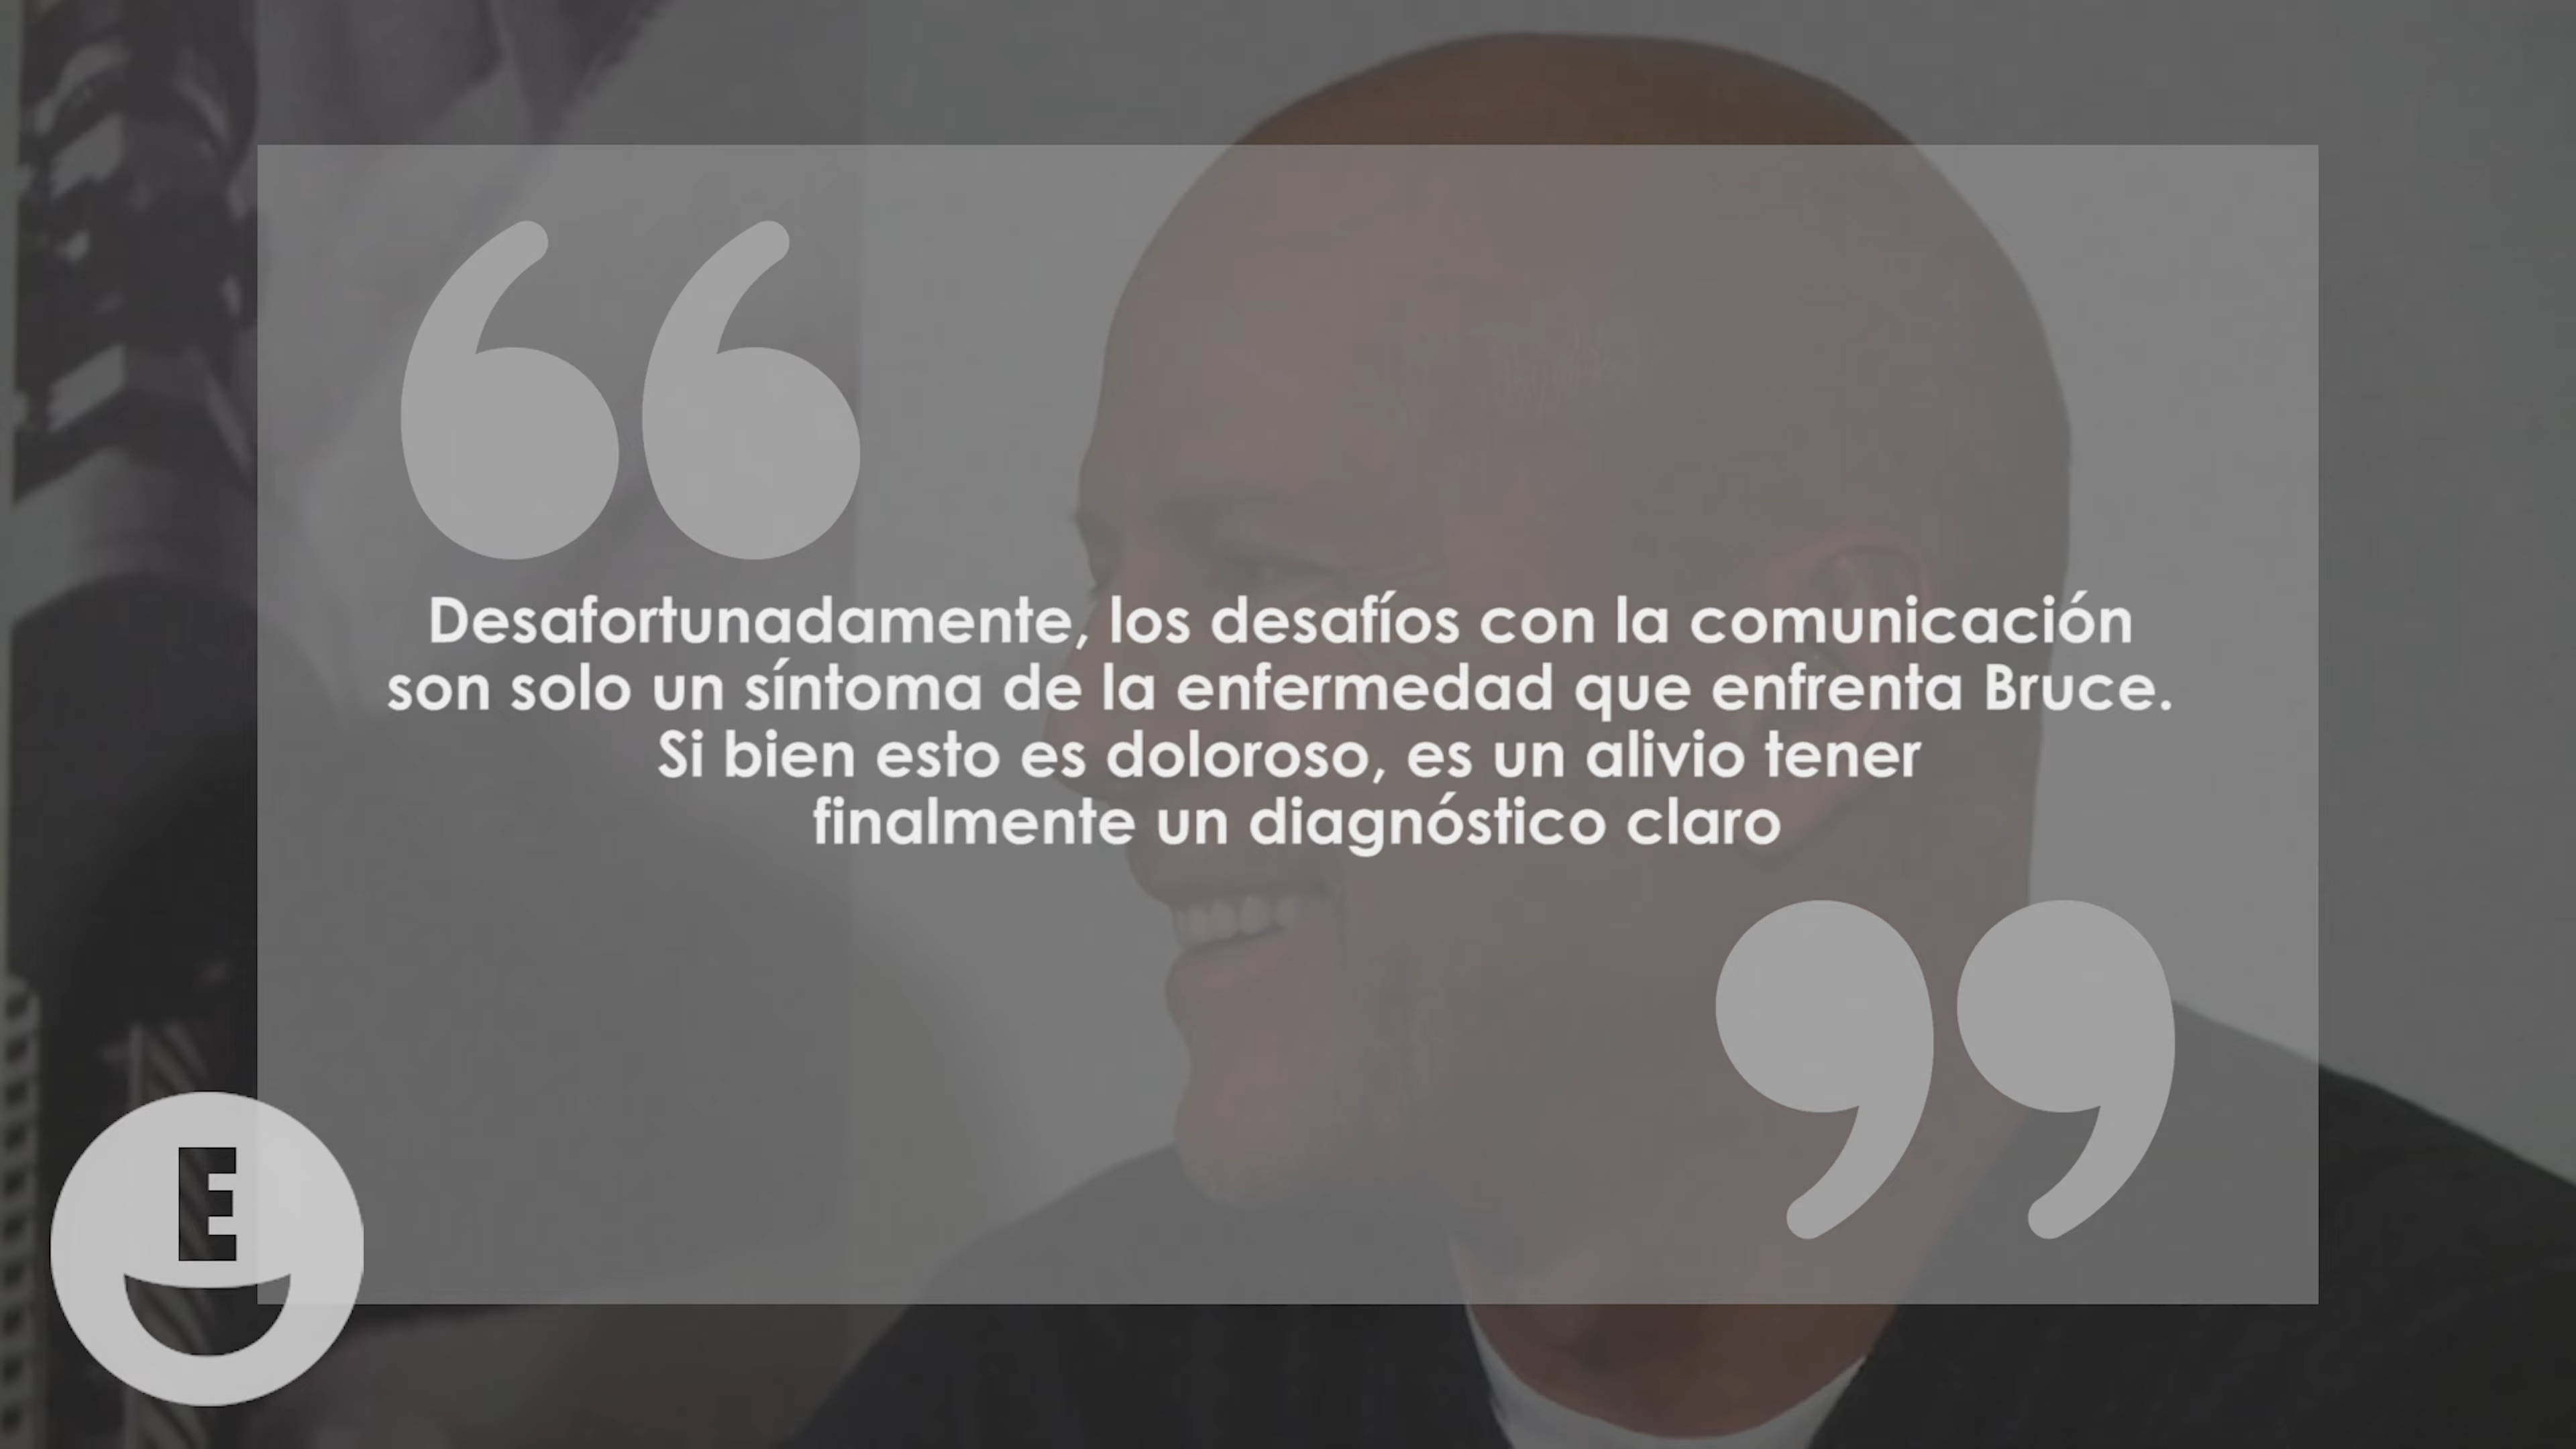 Desafortunadamente, los desafíos con la comunicación
son solo un síntoma de la enfermedad que enfrenta Bruce.
Si bien esto es doloroso, es un alivio tener
finalmente un diagnóstico claro
E